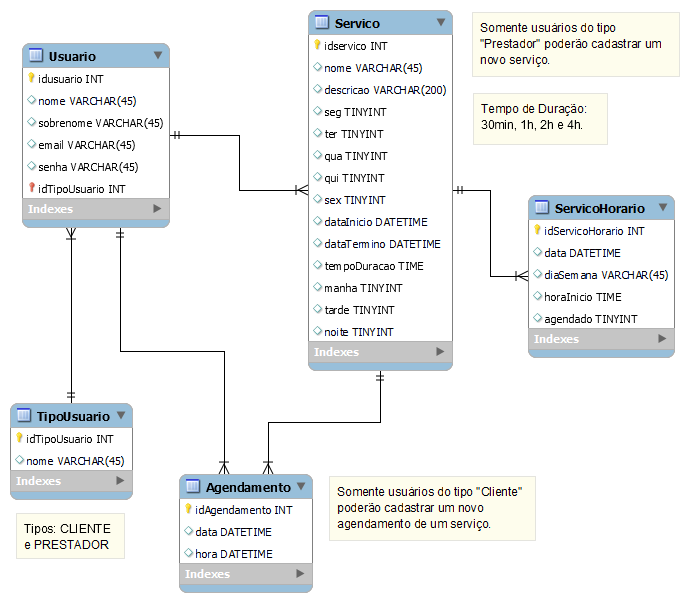 Usuario
idusuario INT
nome VARCHAR(45)
sobrenome VARCHAR(45)
email VARCHAR(45)
senha VARCHAR(45)
idTipoUsuario INT
Indexes
Servico
idservico INT
nome VARCHAR(45)
descricao VARCHAR(200)
seg TINYINT
ter TINYINT
qua TINYINT
qui TINYINT
sex TINYINT
dataInicio DATETIME
dataTermino DATETIME
tempoDuracao TIME
manha TINYINT
tarde TINYINT
noite TINYINT
Indexes
Somente usuários do tipo
"Prestador" poderão cadastrar um
novo serviço.
Tempo de Duração:
30min, 1h, 2h e 4h.
ServicoHorario
idServicoHorario INT
data DATETIME
diaSemana VARCHAR(45)
horaInicio TIME
agendado TINYINT
Indexes
TipoUsuario
idTipoUsuario INT
nome VARCHAR(45)
Indexes
Tipos: CLIENTE
e PRESTADOR
Agendamento
idAgendamento INT
data DATETIME
hora DATETIME
Indexes
Somente usuários do tipo "Cliente"
poderão cadastrar um novo
agendamento de um serviço.